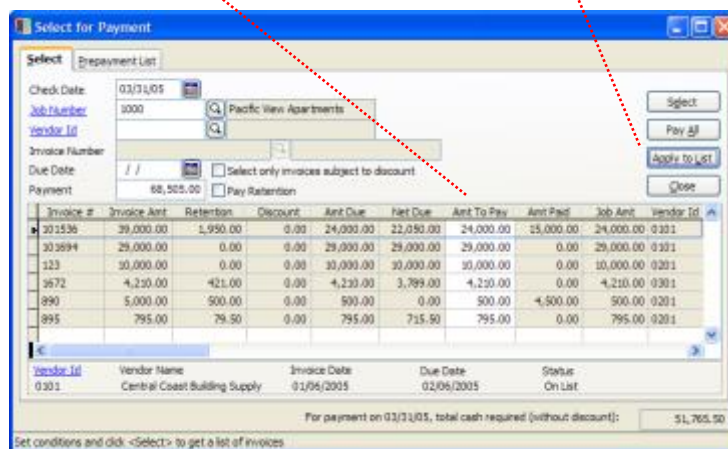 Select for Payment
Select Prepayment List
Check Date 03/31/05
Job Number 1000 Pacific View Apartments
Vendor Id
Invoice Number
Due Date / / Select only invoices subject to discount
Payment 68,505.00 Pay Retention
Select
Pay All
Apply to List
Close
Invoice # Invoice Amt Retention Discount Amt Due Net Due Amt To Pay Amt Paid Job Amt Vendor Id
101536 39,000.00 1,950.00 0.00 24,000.00 22,050.00 24,000.00 15,000.00 24,000.00 0101
103694 29,000.00 0.00 0.00 29,000.00 29,000.00 29,000.00 0.00 29,000.00 0101
123 10,000.00 0.00 0.00 10,000.00 10,000.00 10,000.00 0.00 10,000.00 0201
1672 4,210.00 421.00 0.00 4,210.00 3,789.00 4,210.00 0.00 4,210.00 0301
890 5,000.00 500.00 0.00 500.00 0.00 500.00 4,500.00 500.00 0201
895 795.00 79.50 0.00 795.00 715.50 795.00 0.00 795.00 0201
Vendor Id Vendor Name Invoice Date Due Date Status
0101 Central Coast Building Supply 01/06/2005 02/06/2005 On List
For payment on 03/31/05, total cash required (without discount): 51,765.50
Set conditions and click <Select> to get a list of invoices